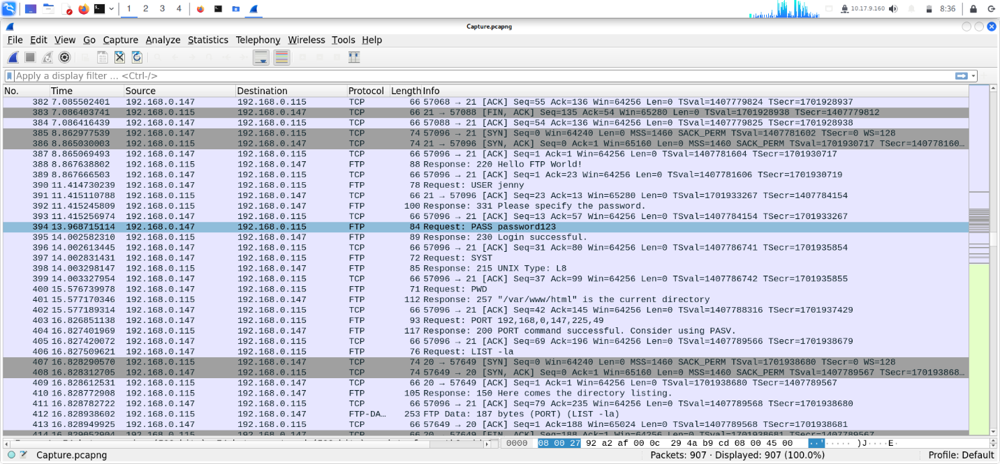 1 2 3 4 10.17.9.160 8:36
Capture.pcapng
File Edit View Go Capture Analyze Statistics Telephony Wireless Tools Help
Apply a display filter ... <Ctrl-/>
No. Time Source Destination Protocol Length Info
382 7.085502401 192.168.0.147 192.168.0.115 TCP 66 57068 → 21 [ACK] Seq=55 Ack=136 Win=64256 Len=0 TSval=1407779824 TSecr=1701928937
383 7.086403741 192.168.0.115 192.168.0.147 TCP 66 21 → 57088 [FIN, ACK] Seq=135 Ack=54 Win=65280 Len=0 TSval=1701928938 TSecr=1407779812
384 7.086416439 192.168.0.147 192.168.0.115 TCP 66 57088 → 21 [ACK] Seq=54 Ack=136 Win=64256 Len=0 TSval=1407779825 TSecr=1701928938
385 8.862977539 192.168.0.147 192.168.0.115 TCP 74 57096 → 21 [SYN] Seq=0 Win=64240 Len=0 MSS=1460 SACK_PERM TSval=1407781602 TSecr=0 WS=128
386 8.865030003 192.168.0.115 192.168.0.147 TCP 74 21 → 57096 [SYN, ACK] Seq=0 Ack=1 Win=65160 Len=0 MSS=1460 SACK_PERM TSval=1701930717 TSecr=140778160…
387 8.865069493 192.168.0.147 192.168.0.115 TCP 66 57096 → 21 [ACK] Seq=1 Ack=1 Win=64256 Len=0 TSval=1407781604 TSecr=1701930717
388 8.867638802 192.168.0.115 192.168.0.147 FTP 88 Response: 220 Hello FTP World!
389 8.867666503 192.168.0.147 192.168.0.115 TCP 66 57096 → 21 [ACK] Seq=1 Ack=23 Win=64256 Len=0 TSval=1407781606 TSecr=1701930719
390 11.414730239 192.168.0.147 192.168.0.115 FTP 78 Request: USER jenny
391 11.415110788 192.168.0.115 192.168.0.147 TCP 66 21 → 57096 [ACK] Seq=23 Ack=13 Win=65280 Len=0 TSval=1701933267 TSecr=1407784154
392 11.415245809 192.168.0.115 192.168.0.147 FTP 100 Response: 331 Please specify the password.
393 11.415256974 192.168.0.147 192.168.0.115 TCP 66 57096 → 21 [ACK] Seq=13 Ack=57 Win=64256 Len=0 TSval=1407784154 TSecr=1701933267
394 13.968715114 192.168.0.147 192.168.0.115 FTP 84 Request: PASS password123
395 14.002582310 192.168.0.115 192.168.0.147 FTP 89 Response: 230 Login successful.
396 14.002613445 192.168.0.147 192.168.0.115 TCP 66 57096 → 21 [ACK] Seq=31 Ack=80 Win=64256 Len=0 TSval=1407786741 TSecr=1701935854
397 14.002831431 192.168.0.147 192.168.0.115 FTP 72 Request: SYST
398 14.003298147 192.168.0.115 192.168.0.147 FTP 85 Response: 215 UNIX Type: L8
399 14.003327954 192.168.0.147 192.168.0.115 TCP 66 57096 → 21 [ACK] Seq=37 Ack=99 Win=64256 Len=0 TSval=1407786742 TSecr=1701935855
400 15.576739978 192.168.0.147 192.168.0.115 FTP 71 Request: PWD
401 15.577170346 192.168.0.115 192.168.0.147 FTP 112 Response: 257 "/var/www/html" is the current directory
402 15.577189314 192.168.0.147 192.168.0.115 TCP 66 57096 → 21 [ACK] Seq=42 Ack=145 Win=64256 Len=0 TSval=1407788316 TSecr=1701937429
403 16.826851138 192.168.0.147 192.168.0.115 FTP 93 Request: PORT 192,168,0,147,225,49
404 16.827401969 192.168.0.115 192.168.0.147 FTP 117 Response: 200 PORT command successful. Consider using PASV.
405 16.827420072 192.168.0.147 192.168.0.115 TCP 66 57096 → 21 [ACK] Seq=69 Ack=196 Win=64256 Len=0 TSval=1407789566 TSecr=1701938679
406 16.827509621 192.168.0.147 192.168.0.115 FTP 76 Request: LIST -la
407 16.828290570 192.168.0.115 192.168.0.147 TCP 74 20 → 57649 [SYN] Seq=0 Win=64240 Len=0 MSS=1460 SACK_PERM TSval=1701938680 TSecr=0 WS=128
408 16.828312705 192.168.0.147 192.168.0.115 TCP 74 57649 → 20 [SYN, ACK] Seq=0 Ack=1 Win=65160 Len=0 MSS=1460 SACK_PERM TSval=1407789567 TSecr=170193868…
409 16.828612531 192.168.0.115 192.168.0.147 TCP 66 20 → 57649 [ACK] Seq=1 Ack=1 Win=64256 Len=0 TSval=1701938680 TSecr=1407789567
410 16.828772908 192.168.0.115 192.168.0.147 FTP 105 Response: 150 Here comes the directory listing.
411 16.828782722 192.168.0.147 192.168.0.115 TCP 66 57096 → 21 [ACK] Seq=79 Ack=235 Win=64256 Len=0 TSval=1407789568 TSecr=1701938680
412 16.828938602 192.168.0.115 192.168.0.147 FTP-DA… 253 FTP Data: 187 bytes (PORT) (LIST -la)
413 16.828949925 192.168.0.147 192.168.0.115 TCP 66 57649 → 20 [ACK] Seq=1 Ack=188 Win=65024 Len=0 TSval=1407789568 TSecr=1701938681
0000 08 00 27 92 a2 af 00 0c 29 4a b9 cd 08 00 45 00 ··'····· )J····E·
Capture.pcapng Packets: 907 · Displayed: 907 (100.0%) Profile: Default